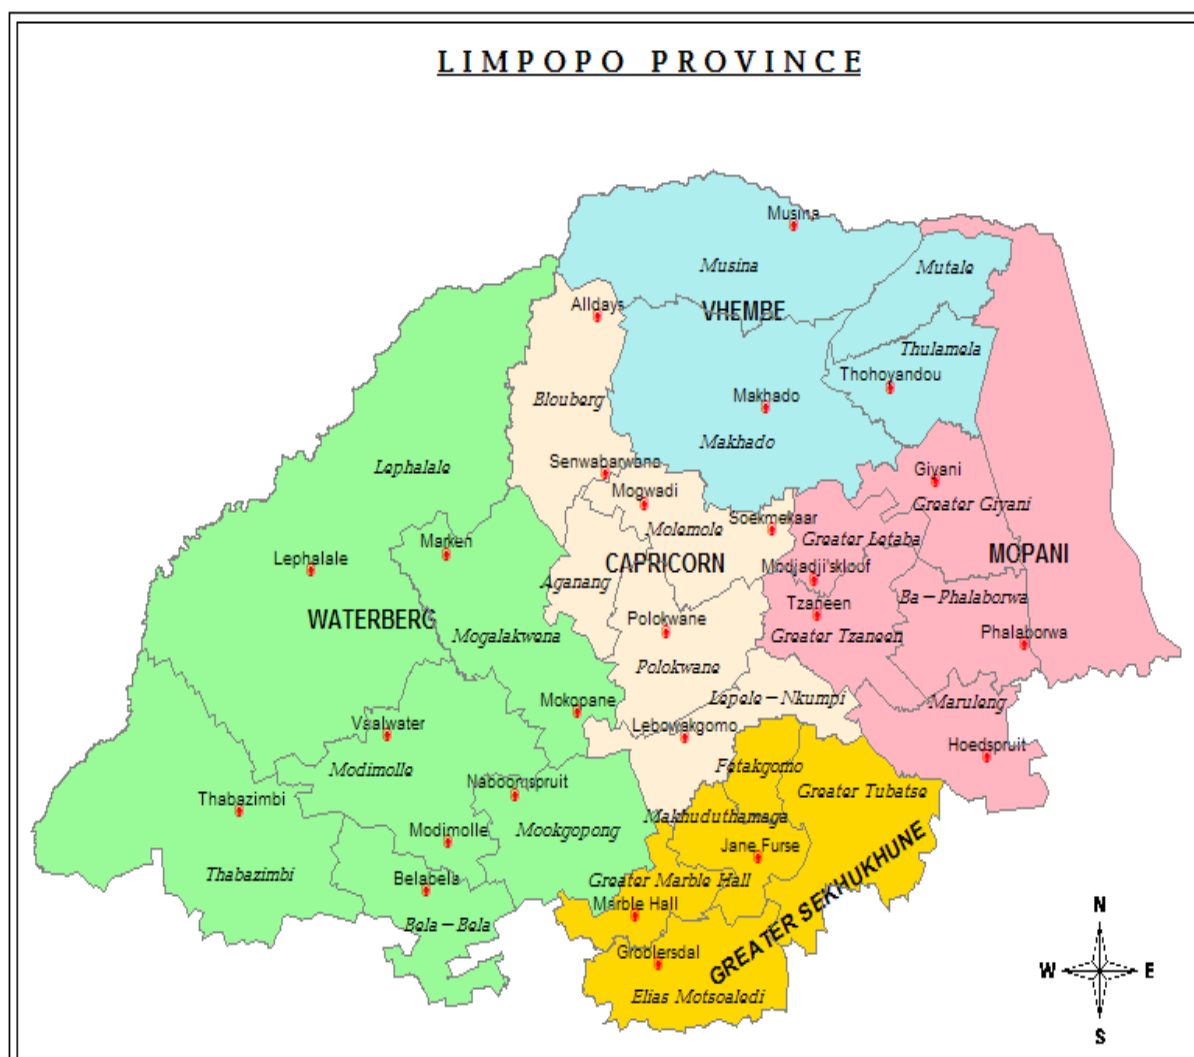 LIMPOPO PROVINCE
Musina
Musina
Mutale
Alldays
VHEMBE
Thulamela
Thohoyandou
Makhado
Blouberg
Makhado
Lephalale
Senwabarwano
Giyani
Mogwadi
Greater Giyani
Molemole
Soekmekaar
Marken
Greater Letaba
Lephalale
CAPRICORN
MOPANI
Modjadji'skloof
Aganang
Ba-Phalaborwa
Tzaneen
WATERBERG
Polokwane
Mogalakwena
Greater Tzaneen
Phalaborwa
Polokwane
Lepele-Nkumpi
Maruleng
Mokopane
Vaalwater
Lebowakgomo
Hoedspruit
Modimolle
Fetakgomo
Naboomspruit
Greater Tubatse
Thabazimbi
Makhuduthamaga
Modimolle
Mookgopong
Jane Furse
Thabazimbi
Belabela
Greater Marble Hall
Marble Hall
GREATER SEKHUKHUNE
Bela-Bela
Groblersdal
Elias Motsoaledi
N
W E
S